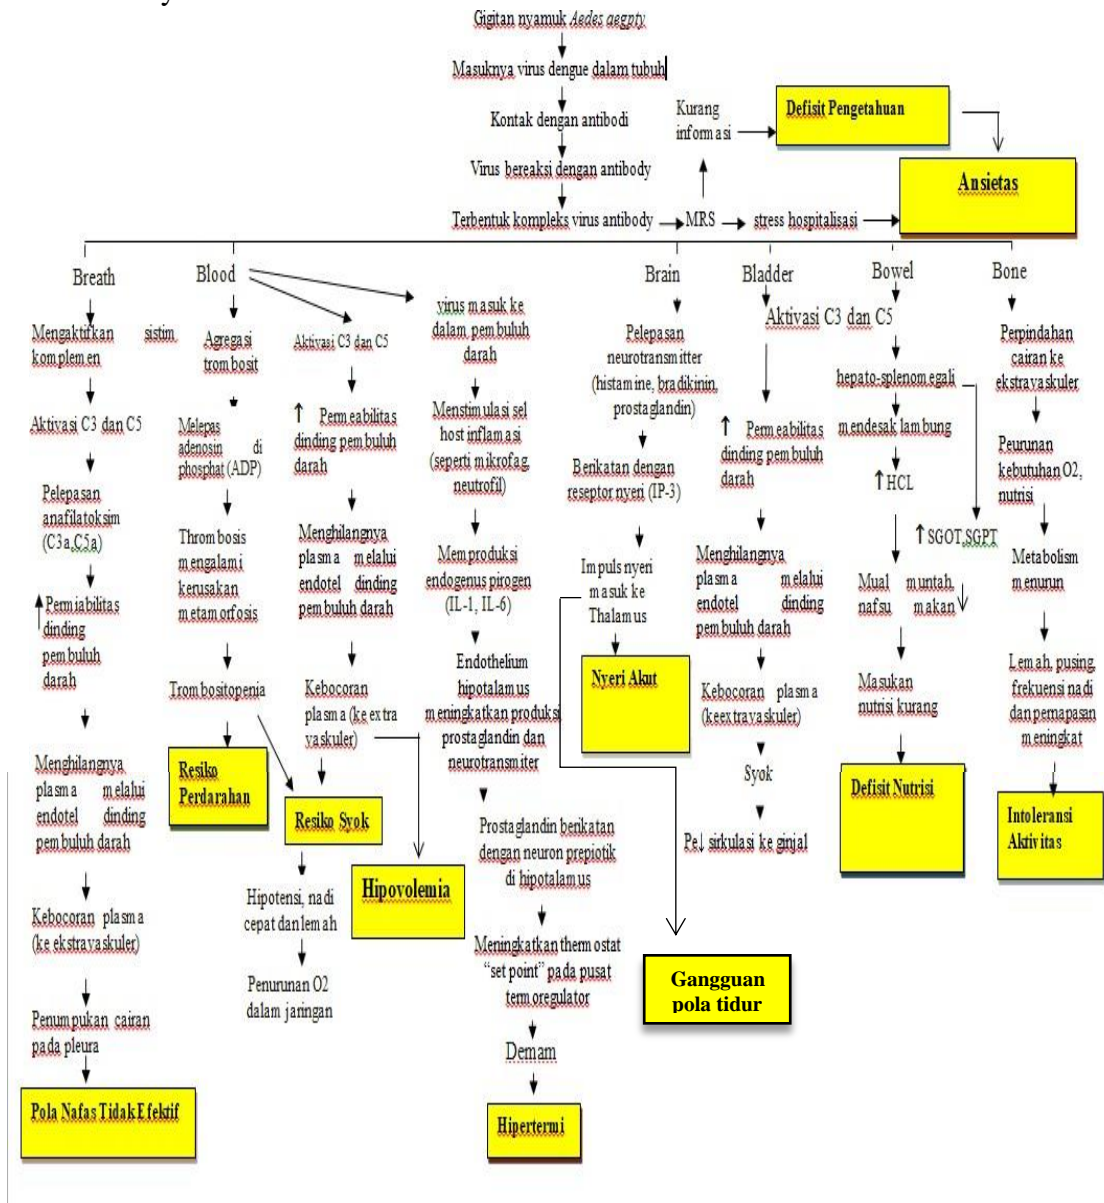 Gigitan nyamuk Aedes aegpty
Masuknya virus dengue dalam tubuh
Kontak dengan antibodi
Virus bereaksi dengan antibody
Terbentuk kompleks virus antibody
MRS
stress hospitalisasi
Kurang
informasi
Defisit Pengetahuan
Ansietas
Breath
Mengaktifkan sistim
komplemen
Aktivasi C3 dan C5
Pelepasan
anafilatoksim
(C3a,C5a)
↑ Permiabilitas
dinding
pembuluh
darah
Menghilangnya
plasma melalui
endotel dinding
pembuluh darah
Kebocoran plasma
(ke ekstravaskuler)
Penumpukan cairan
pada pleura
Pola Nafas Tidak Efektif
Blood
Agregasi
trombosit
Melepas
adenosin di
phosphat (ADP)
Thrombosis
mengalami
kerusakan
metamorfosis
Trombositopenia
Resiko
Perdarahan
Aktivasi C3 dan C5
↑ Permeabilitas
dinding pembuluh
darah
Menghilangnya
plasma melalui
endotel dinding
pembuluh darah
Kebocoran
plasma (ke extra
vaskuler)
Resiko Syok
Hipotensi, nadi
cepat dan lemah
Penurunan O2
dalam jaringan
Hipovolemia
virus masuk ke
dalam pembuluh
darah
Menstimulasi sel
host inflamasi
(seperti mikrofag,
neutrofil)
Memproduksi
endogenus pirogen
(IL-1, IL-6)
Endothelium
hipotalamus
meningkatkan produksi
prostaglandin dan
neurotransmiter
Prostaglandin berikatan
dengan neuron prepiotik
di hipotalamus
Meningkatkan thermostat
“set point” pada pusat
termoregulator
Demam
Hipertermi
Brain
Pelepasan
neurotransmitter
(histamine, bradikinin,
prostaglandin)
Berikatan dengan
reseptor nyeri (IP-3)
Impuls nyeri
masuk ke
Thalamus
Nyeri Akut
Gangguan
pola tidur
Bladder
Aktivasi C3 dan C5
↑ Permeabilitas
dinding pembuluh
darah
Menghilangnya
plasma melalui
endotel dinding
pembuluh darah
Kebocoran plasma
(keextravaskuler)
Syok
Pe↓ sirkulasi ke ginjal
Bowel
hepato-splenomegali
mendesak lambung
↑HCL
↑SGOT,SGPT
Mual muntah,
nafsu makan ↓
Masukan
nutrisi kurang
Defisit Nutrisi
Bone
Perpindahan
cairan ke
ekstravaskuler
Peurunan
kebutuhan O2,
nutrisi
Metabolism
menurun
Lemah, pusing,
frekuensi nadi
dan pernapasan
meningkat
Intoleransi
Aktivitas